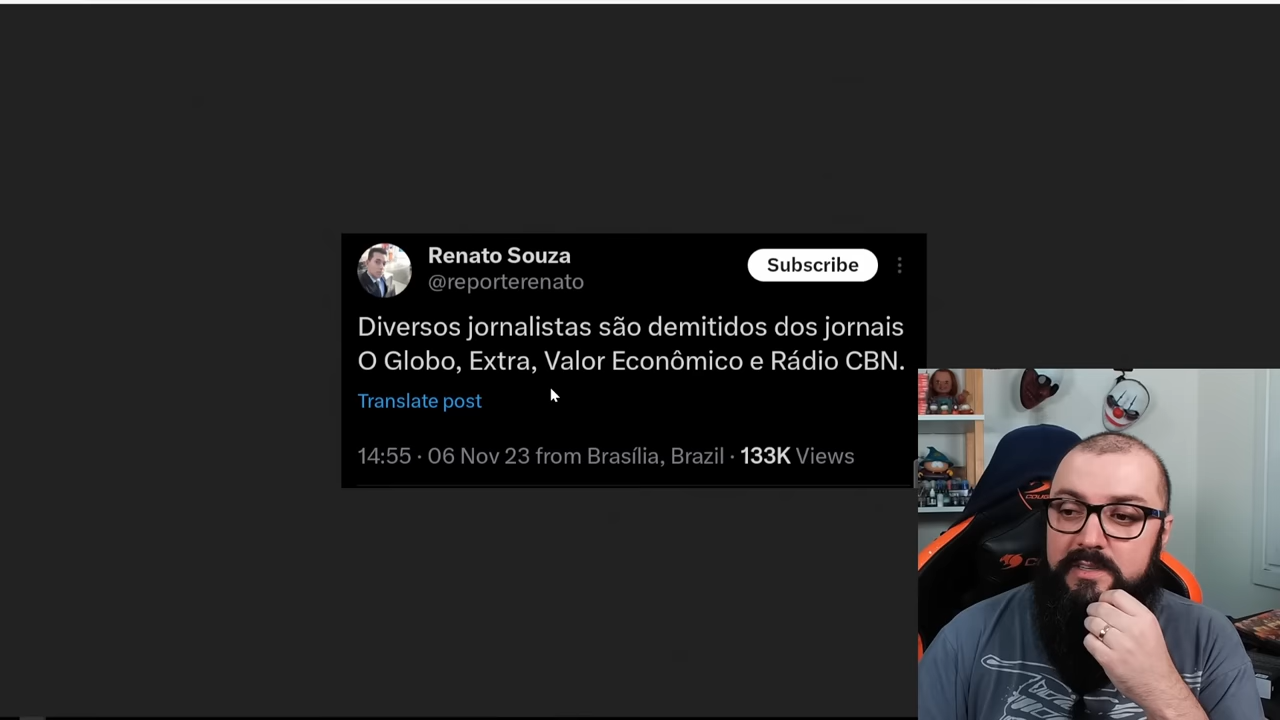 Renato Souza
Subscribe
@reporterenato
Diversos jornalistas são demitidos dos jornais
O Globo, Extra, Valor Econômico e Rádio CBN.
Translate post
14:55 · 06 Nov 23 from Brasília, Brazil · 133K Views